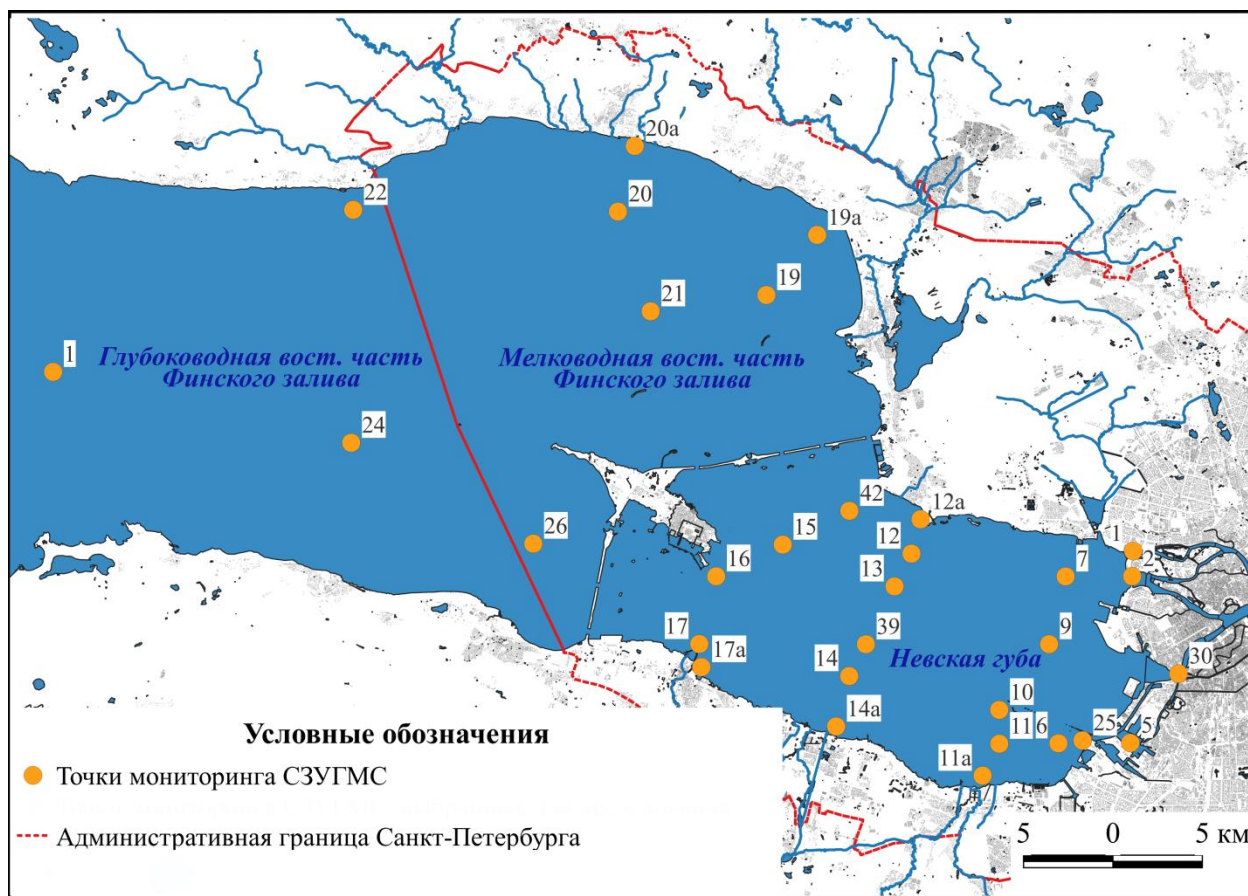 20а
22
20
19а
21
19
1
Глубоководная вост. часть
Финского залива
Мелководная вост. часть
Финского залива
24
42
12а
26
15
12
1
16
13
7
2
17
39
9
17а
14
Невская губа
30
10
14а
11
6
25
5
11а
Условные обозначения
Точки мониторинга СЗУГМС
Административная граница Санкт-Петербурга
5 0 5 км